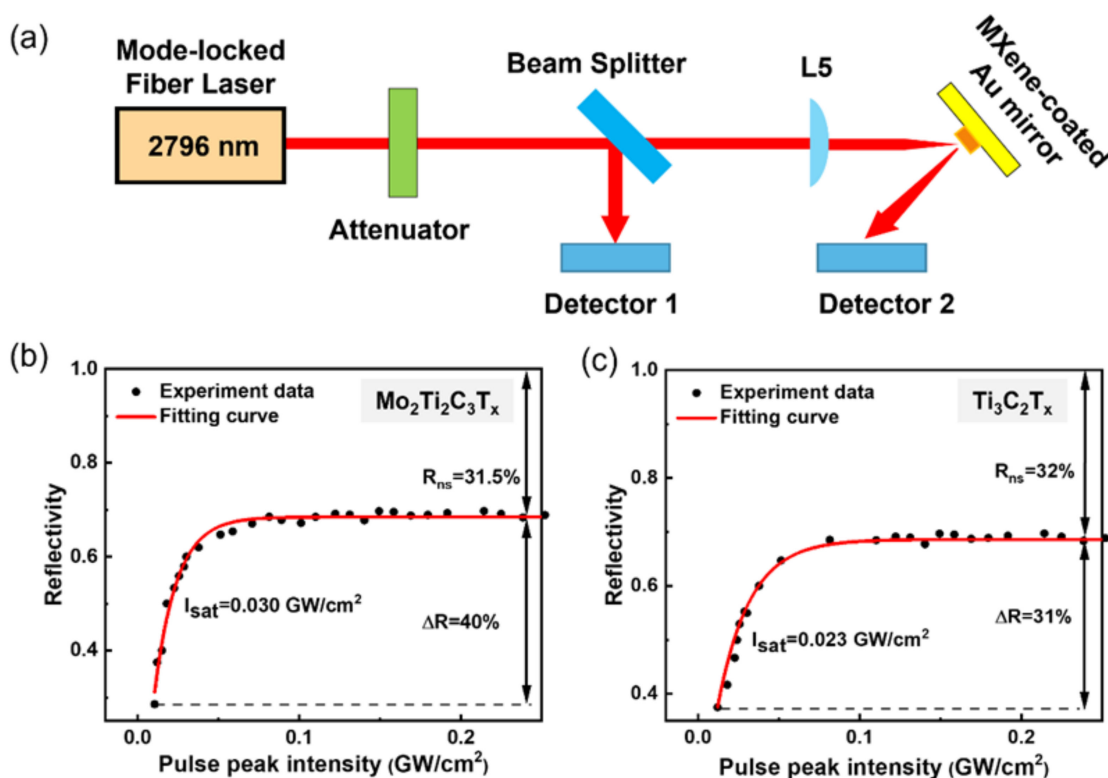 (a)
Mode-locked
Fiber Laser
2796 nm
Attenuator
Beam Splitter
Detector 1
L5
MXene-coated
Au mirror
Detector 2
(b)
1.0
0.8
0.6
0.4
Reflectivity
Experiment data
Fitting curve
Mo₂Ti₂C₃Tₓ
Rₙₛ=31.5%
I_sat=0.030 GW/cm²
ΔR=40%
0.0 0.1 0.2
Pulse peak intensity (GW/cm²)
(c)
1.0
0.8
0.6
0.4
Reflectivity
Experiment data
Fitting curve
Ti₃C₂Tₓ
Rₙₛ=32%
I_sat=0.023 GW/cm²
ΔR=31%
0.0 0.1 0.2
Pulse peak intensity (GW/cm²)